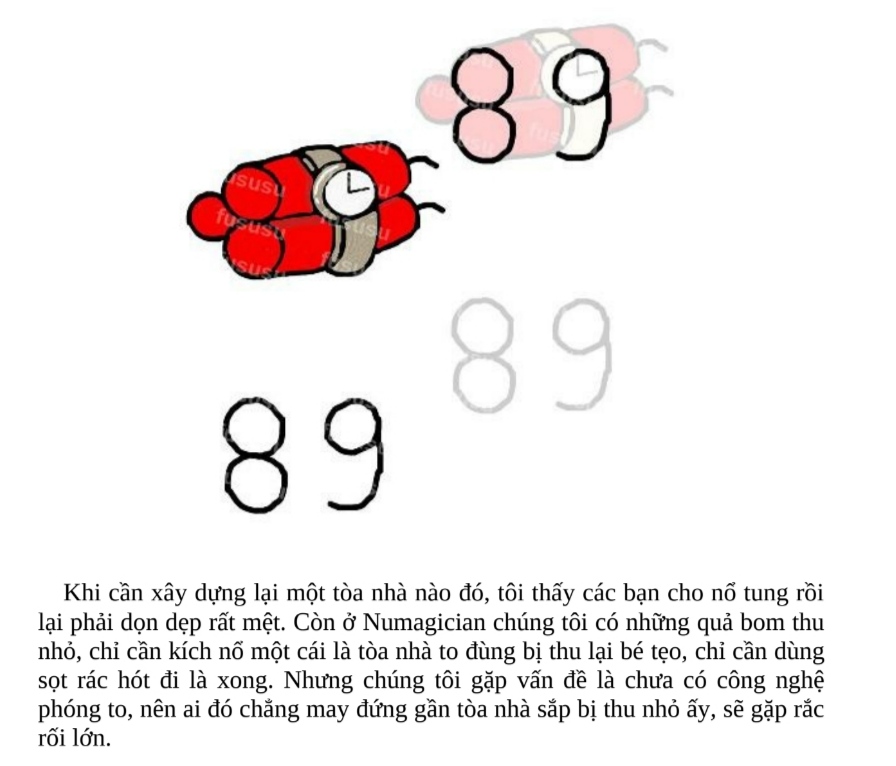 89
fususu
fususu
fususu
89
89
Khi cần xây dựng lại một tòa nhà nào đó, tôi thấy các bạn cho nổ tung rồi
lại phải dọn dẹp rất mệt. Còn ở Numagician chúng tôi có những quả bom thu
nhỏ, chỉ cần kích nổ một cái là tòa nhà to đùng bị thu lại bé tẹo, chỉ cần dùng
sọt rác hót đi là xong. Nhưng chúng tôi gặp vấn đề là chưa có công nghệ
phóng to, nên ai đó chẳng may đứng gần tòa nhà sắp bị thu nhỏ ấy, sẽ gặp rắc
rối lớn.